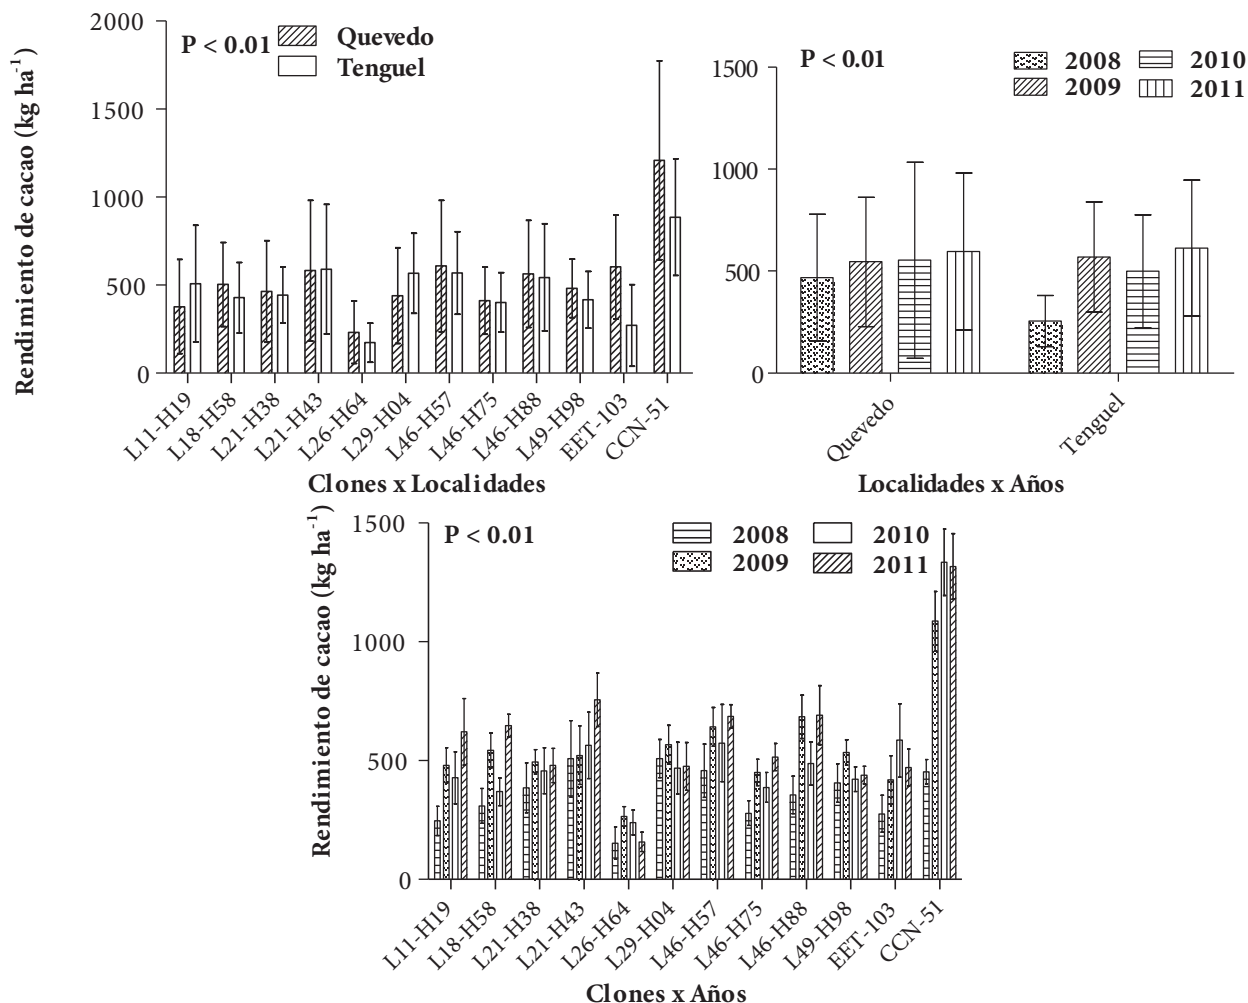 Rendimiento de cacao (kg ha-1)
2000
1500
1000
500
0
P < 0.01
Quevedo
Tenguel
L11-H19
L18-H58
L21-H38
L21-H43
L26-H64
L29-H04
L46-H57
L46-H75
L46-H88
L49-H98
EET-103
CCN-51
Clones x Localidades
1500
1000
500
0
P < 0.01
2008
2010
2009
2011
Quevedo
Tenguel
Localidades x Años
Rendimiento de cacao (kg ha-1)
1500
1000
500
0
P < 0.01
2008
2010
2009
2011
L11-H19
L18-H58
L21-H38
L21-H43
L26-H64
L29-H04
L46-H57
L46-H75
L46-H88
L49-H98
EET-103
CCN-51
Clones x Años